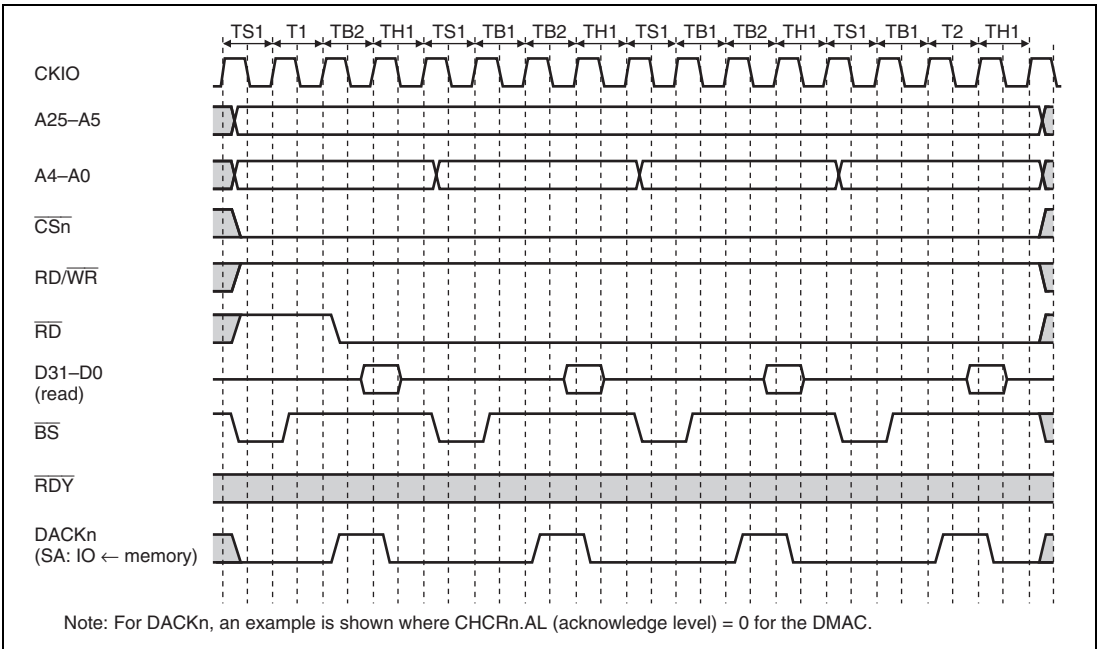 TS1 T1 TB2 TH1 TS1 TB1 TB2 TH1 TS1 TB1 TB2 TH1 TS1 TB1 T2 TH1
CKIO
A25–A5
A4–A0
CSn
RD/WR
RD
D31–D0
(read)
BS
RDY
DACKn
(SA: IO ← memory)
Note: For DACKn, an example is shown where CHCRn.AL (acknowledge level) = 0 for the DMAC.